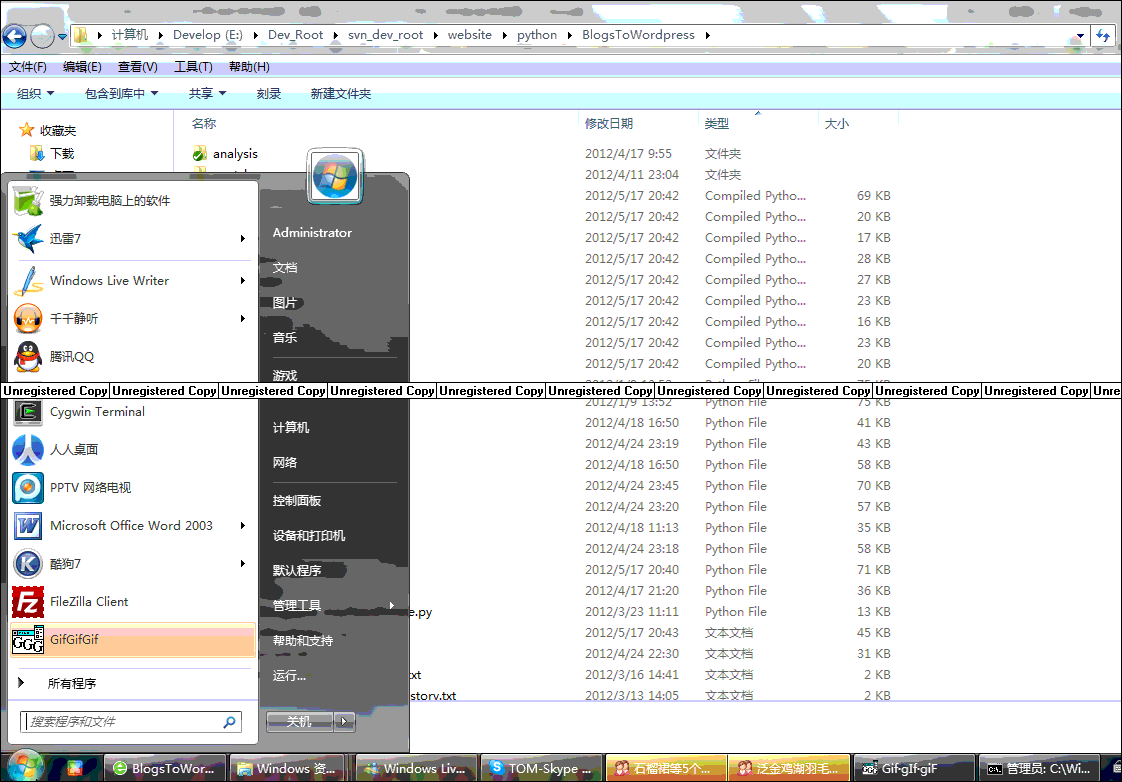 计算机 Develop (E:) Dev_Root svn_dev_root website python BlogsToWordpress
文件(F) 编辑(E) 查看(V) 工具(T) 帮助(H)
组织 包含到库中 共享 刻录 新建文件夹
收藏夹
下载
名称 修改日期 类型 大小
analysis 2012/4/17 9:55 文件夹
2012/4/11 23:04 文件夹
2012/5/17 20:42 Compiled Pytho... 69 KB
2012/5/17 20:42 Compiled Pytho... 20 KB
2012/5/17 20:42 Compiled Pytho... 17 KB
2012/5/17 20:42 Compiled Pytho... 28 KB
2012/5/17 20:42 Compiled Pytho... 27 KB
2012/5/17 20:42 Compiled Pytho... 23 KB
2012/5/17 20:42 Compiled Pytho... 16 KB
2012/5/17 20:42 Compiled Pytho... 23 KB
2012/5/17 20:42 Compiled Pytho... 20 KB
Unregistered Copy Unregistered Copy Unregistered Copy Unregistered Copy Unregistered Copy Unregistered Copy Unregistered Copy Unregistered Copy Unregistered Copy Unregistered Copy Unre
2012/1/9 13:52 Python File 75 KB
2012/4/18 16:50 Python File 41 KB
2012/4/24 23:19 Python File 43 KB
2012/4/18 16:50 Python File 58 KB
2012/4/24 23:45 Python File 70 KB
2012/4/24 23:20 Python File 57 KB
2012/4/18 11:13 Python File 35 KB
2012/4/24 23:18 Python File 58 KB
2012/5/17 20:40 Python File 71 KB
2012/4/17 21:20 Python File 36 KB
e.py 2012/3/23 11:11 Python File 13 KB
2012/5/17 20:43 文本文档 45 KB
2012/4/24 22:30 文本文档 31 KB
xt 2012/3/16 14:41 文本文档 2 KB
story.txt 2012/3/13 14:05 文本文档 2 KB
强力卸载电脑上的软件
迅雷7
Windows Live Writer
千千静听
腾讯QQ
Cygwin Terminal
人人桌面
PPTV 网络电视
Microsoft Office Word 2003
酷狗7
FileZilla Client
GifGifGif
所有程序
搜索程序和文件
Administrator
文档
图片
音乐
游戏
计算机
网络
控制面板
设备和打印机
默认程序
管理工具
帮助和支持
运行...
关机
BlogsToWor... Windows 资... Windows Liv... TOM-Skype ... 石榴裙等5个... 泛金鸡湖羽毛... Gif-gIf-giF 管理员: C:\Wi...